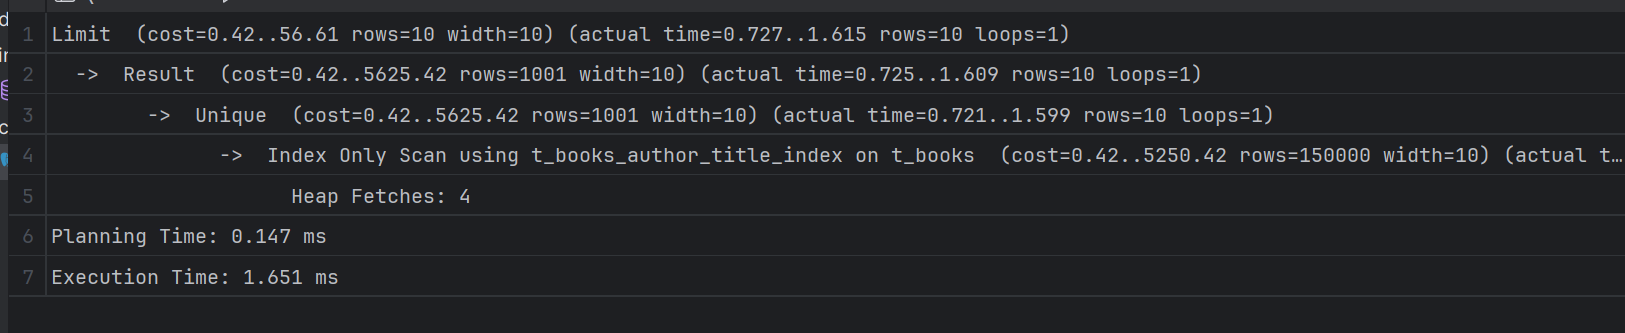 1 Limit  (cost=0.42..56.61 rows=10 width=10) (actual time=0.727..1.615 rows=10 loops=1)
2   ->  Result  (cost=0.42..5625.42 rows=1001 width=10) (actual time=0.725..1.609 rows=10 loops=1)
3         ->  Unique  (cost=0.42..5625.42 rows=1001 width=10) (actual time=0.721..1.599 rows=10 loops=1)
4               ->  Index Only Scan using t_books_author_title_index on t_books  (cost=0.42..5250.42 rows=150000 width=10) (actual t…
5                     Heap Fetches: 4
6 Planning Time: 0.147 ms
7 Execution Time: 1.651 ms